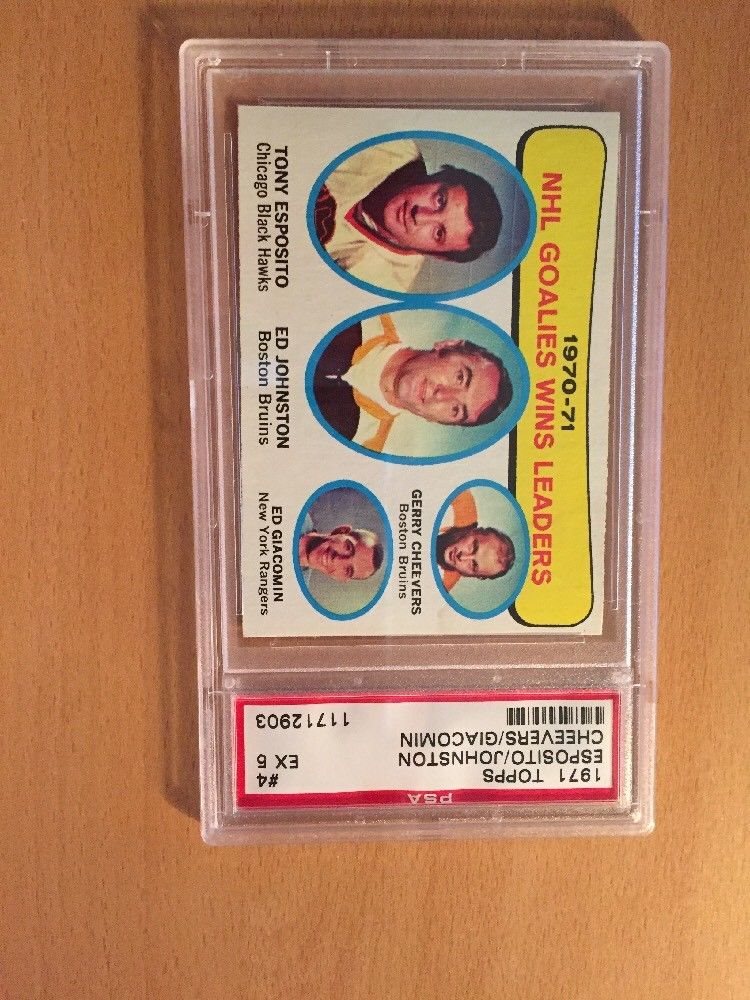 1970-71
NHL GOALIES WINS LEADERS
TONY ESPOSITO
Chicago Black Hawks
ED JOHNSTON
Boston Bruins
GERRY CHEEVERS
Boston Bruins
ED GIACOMIN
New York Rangers
PSA
1971 TOPPS #4
ESPOSITO/JOHNSTON EX 5
CHEEVERS/GIACOMIN
11712903